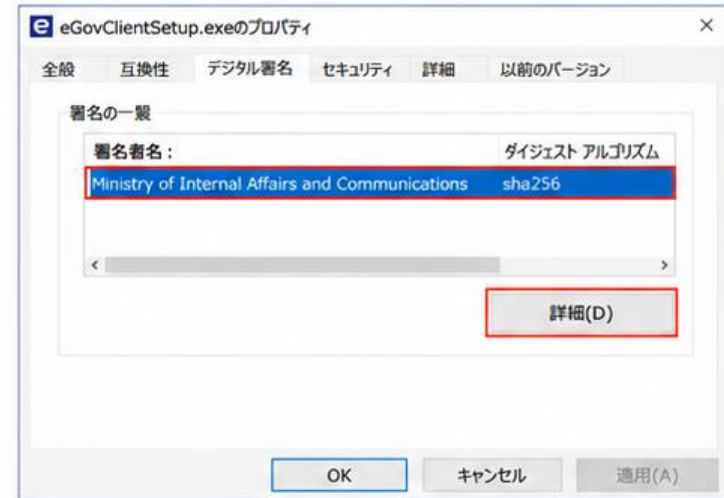 e eGovClientSetup.exeのプロパティ ×
全般 互換性 デジタル署名 セキュリティ 詳細 以前のバージョン
署名の一覧
署名者名： ダイジェスト アルゴリズム
Ministry of Internal Affairs and Communications sha256
詳細(D)
OK キャンセル 適用(A)